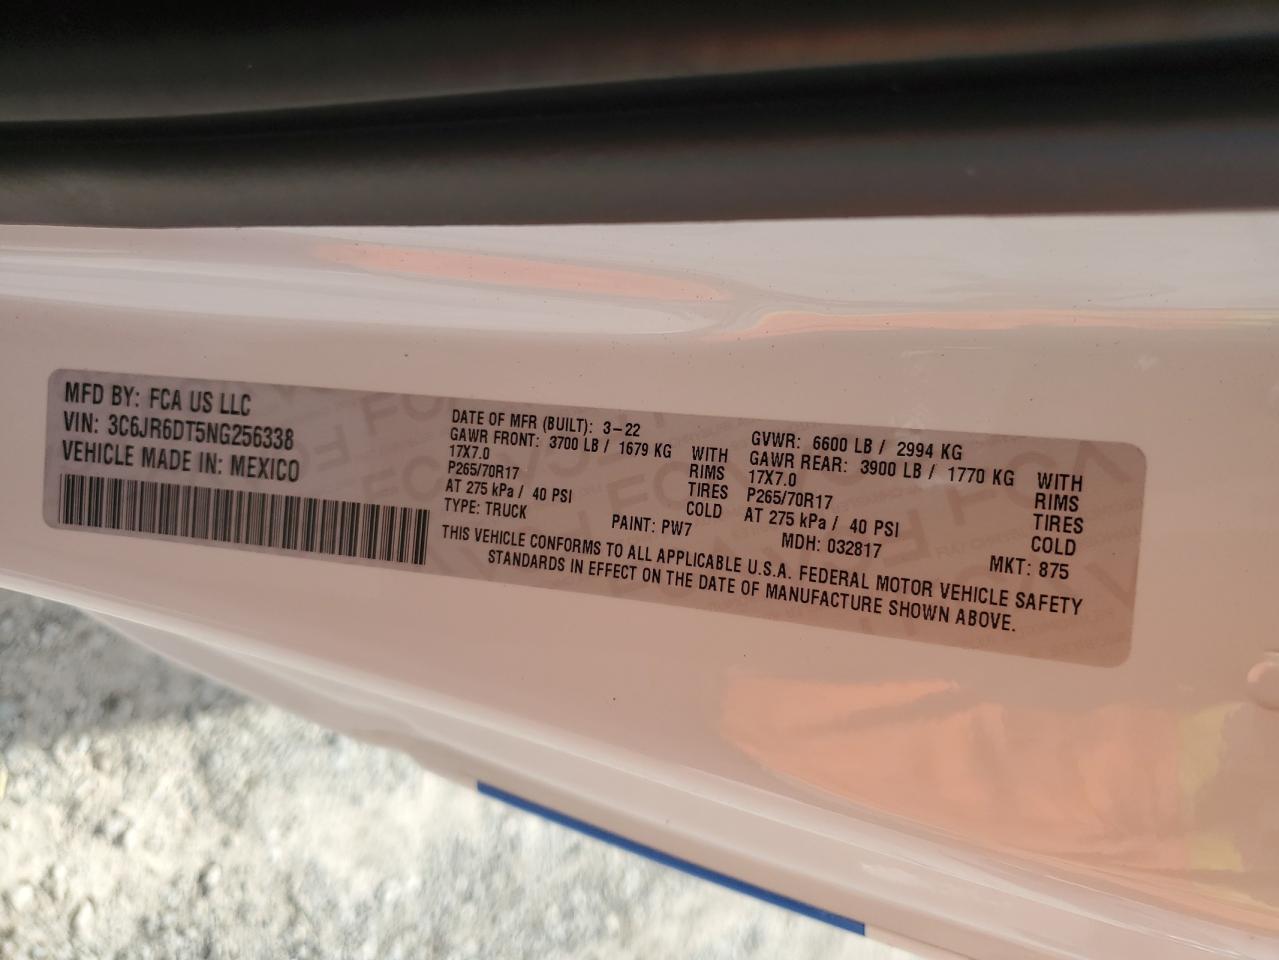 MFD BY: FCA US LLC
VIN: 3C6JR6DT5NG256338
VEHICLE MADE IN: MEXICO
DATE OF MFR (BUILT): 3-22
GAWR FRONT: 3700 LB / 1679 KG WITH
17X7.0 RIMS
P265/70R17 TIRES
AT 275 kPa / 40 PSI COLD
TYPE: TRUCK
PAINT: PW7
GVWR: 6600 LB / 2994 KG
GAWR REAR: 3900 LB / 1770 KG WITH
17X7.0 RIMS
P265/70R17 TIRES
AT 275 kPa / 40 PSI COLD
MDH: 032817
MKT: 875
THIS VEHICLE CONFORMS TO ALL APPLICABLE U.S.A. FEDERAL MOTOR VEHICLE SAFETY
STANDARDS IN EFFECT ON THE DATE OF MANUFACTURE SHOWN ABOVE.